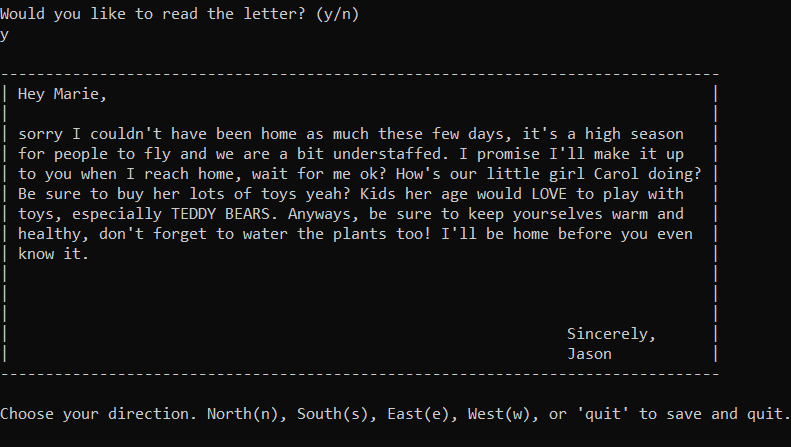 Would you like to read the letter? (y/n)
y
--------------------------------------------------------------------------------
| Hey Marie, |
| |
| sorry I couldn't have been home as much these few days, it's a high season |
| for people to fly and we are a bit understaffed. I promise I'll make it up |
| to you when I reach home, wait for me ok? How's our little girl Carol doing? |
| Be sure to buy her lots of toys yeah? Kids her age would LOVE to play with |
| toys, especially TEDDY BEARS. Anyways, be sure to keep yourselves warm and |
| healthy, don't forget to water the plants too! I'll be home before you even |
| know it. |
| |
| |
| |
| Sincerely, |
| Jason |
--------------------------------------------------------------------------------
Choose your direction. North(n), South(s), East(e), West(w), or 'quit' to save and quit.